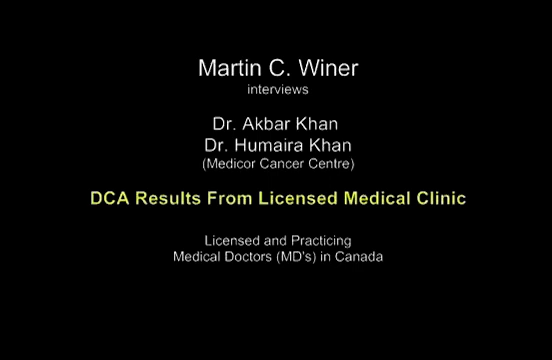 Martin C. Winer
interviews
Dr. Akbar Khan
Dr. Humaira Khan
(Medicor Cancer Centre)
DCA Results From Licensed Medical Clinic
Licensed and Practicing
Medical Doctors (MD's) in Canada